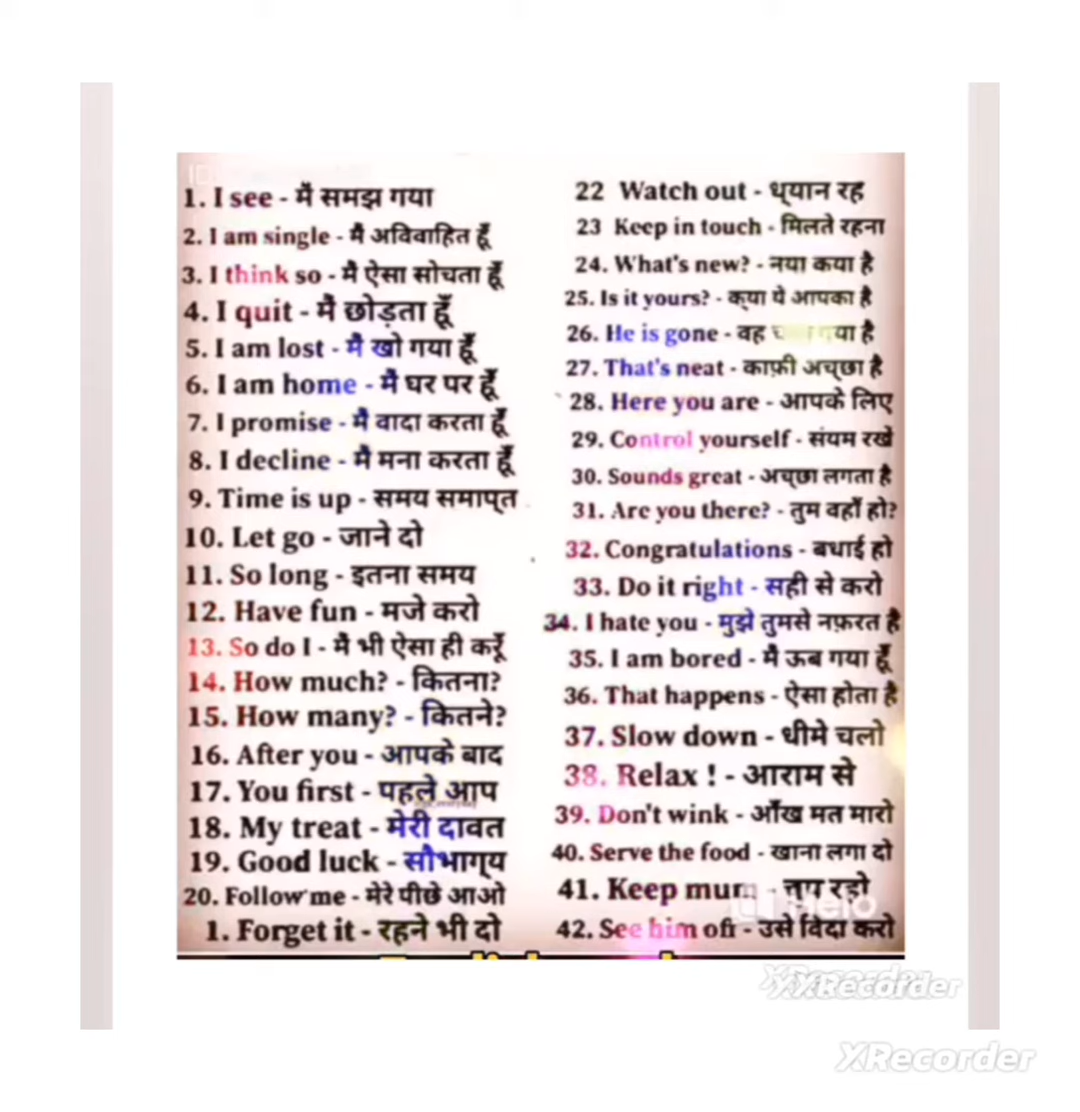 1. I see - मैं समझ गया
2. I am single - मैं अविवाहित हूँ
3. I think so - मैं ऐसा सोचता हूँ
4. I quit - मैं छोड़ता हूँ
5. I am lost - मैं खो गया हूँ
6. I am home - मैं घर पर हूँ
7. I promise - मैं वादा करता हूँ
8. I decline - मैं मना करता हूँ
9. Time is up - समय समाप्त
10. Let go - जाने दो
11. So long - इतना समय
12. Have fun - मजे करो
13. So do I - मैं भी ऐसा ही करूँ
14. How much? - कितना?
15. How many? - कितने?
16. After you - आपके बाद
17. You first - पहले आप
18. My treat - मेरी दावत
19. Good luck - सौभाग्य
20. Follow me - मेरे पीछे आओ
1. Forget it - रहने भी दो
22 Watch out - ध्यान रह
23 Keep in touch - मिलते रहना
24. What's new? - नया कया है
25. Is it yours? - क्या ये आपका है
26. He is gone - वह गया है
27. That's neat - काफ़ी अच्छा है
28. Here you are - आपके लिए
29. Control yourself - संयम रखें
30. Sounds great - अच्छा लगता है
31. Are you there? - तुम वहाँ हो?
32. Congratulations - बधाई हो
33. Do it right - सही से करो
34. I hate you - मुझे तुमसे नफ़रत है
35. I am bored - मैं ऊब गया हूँ
36. That happens - ऐसा होता है
37. Slow down - धीमे चलो
38. Relax ! - आराम से
39. Don't wink - आँख मत मारो
40. Serve the food - खाना लगा दो
41. Keep mum - चुप रहो
42. See him off - उसे विदा करो
XRecorder
XRecorder